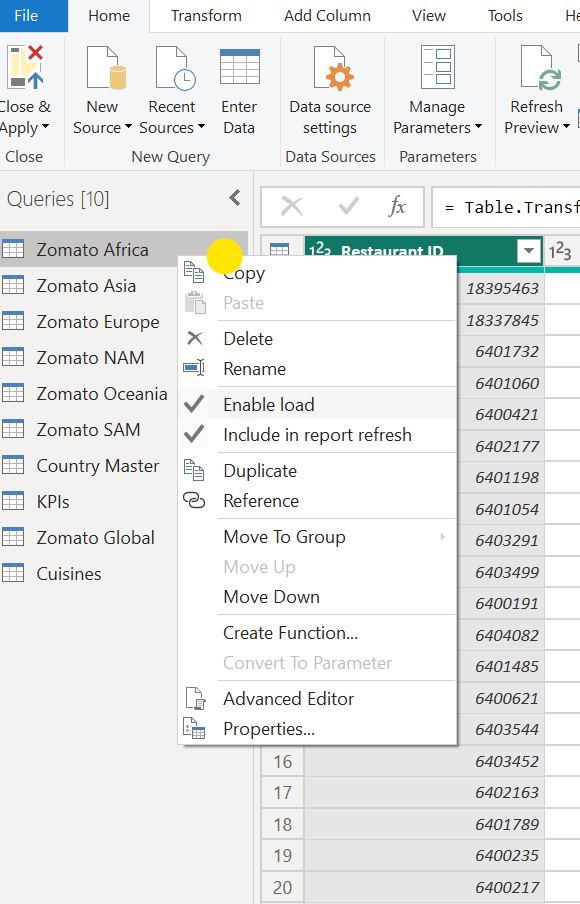 File Home Transform Add Column View Tools
Close & Apply
New Source
Recent Sources
Enter Data
Data source settings
Manage Parameters
Refresh Preview
Close New Query Data Sources Parameters
Queries [10]
fx = Table.Transf
Zomato Africa
Zomato Asia
Zomato Europe
Zomato NAM
Zomato Oceania
Zomato SAM
Country Master
KPIs
Zomato Global
Cuisines
Copy
Paste
Delete
Rename
Enable load
Include in report refresh
Duplicate
Reference
Move To Group
Move Up
Move Down
Create Function...
Convert To Parameter
Advanced Editor
Properties...
1²3 Restaurant ID 1²3
18395463
18337845
6401732
6401060
6400421
6402177
6401198
6401054
6403291
6403499
6400191
6404082
6401485
6400621
6403544
16 6403452
17 6402163
18 6401789
19 6400235
20 6400217